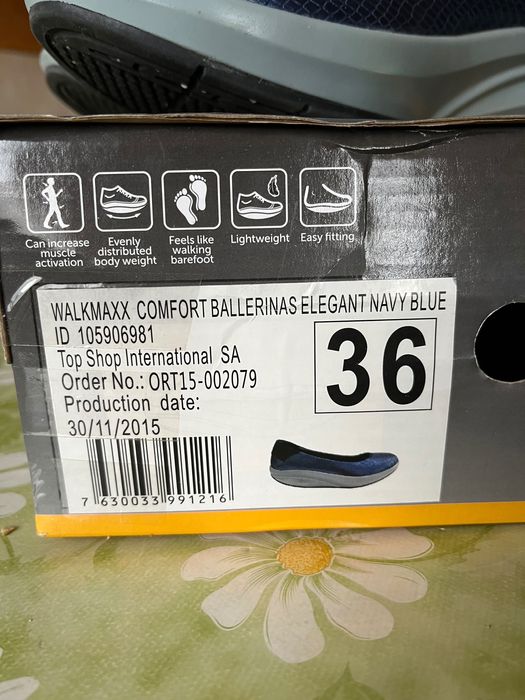 Can increase
muscle
activation
Evenly
distributed
body weight
Feels like
walking
barefoot
Lightweight
Easy fitting
WALKMAXX COMFORT BALLERINAS ELEGANT NAVY BLUE
ID 105906981
Top Shop International SA
Order No.: ORT15-002079
Production date:
30/11/2015
36
7 630033 991216